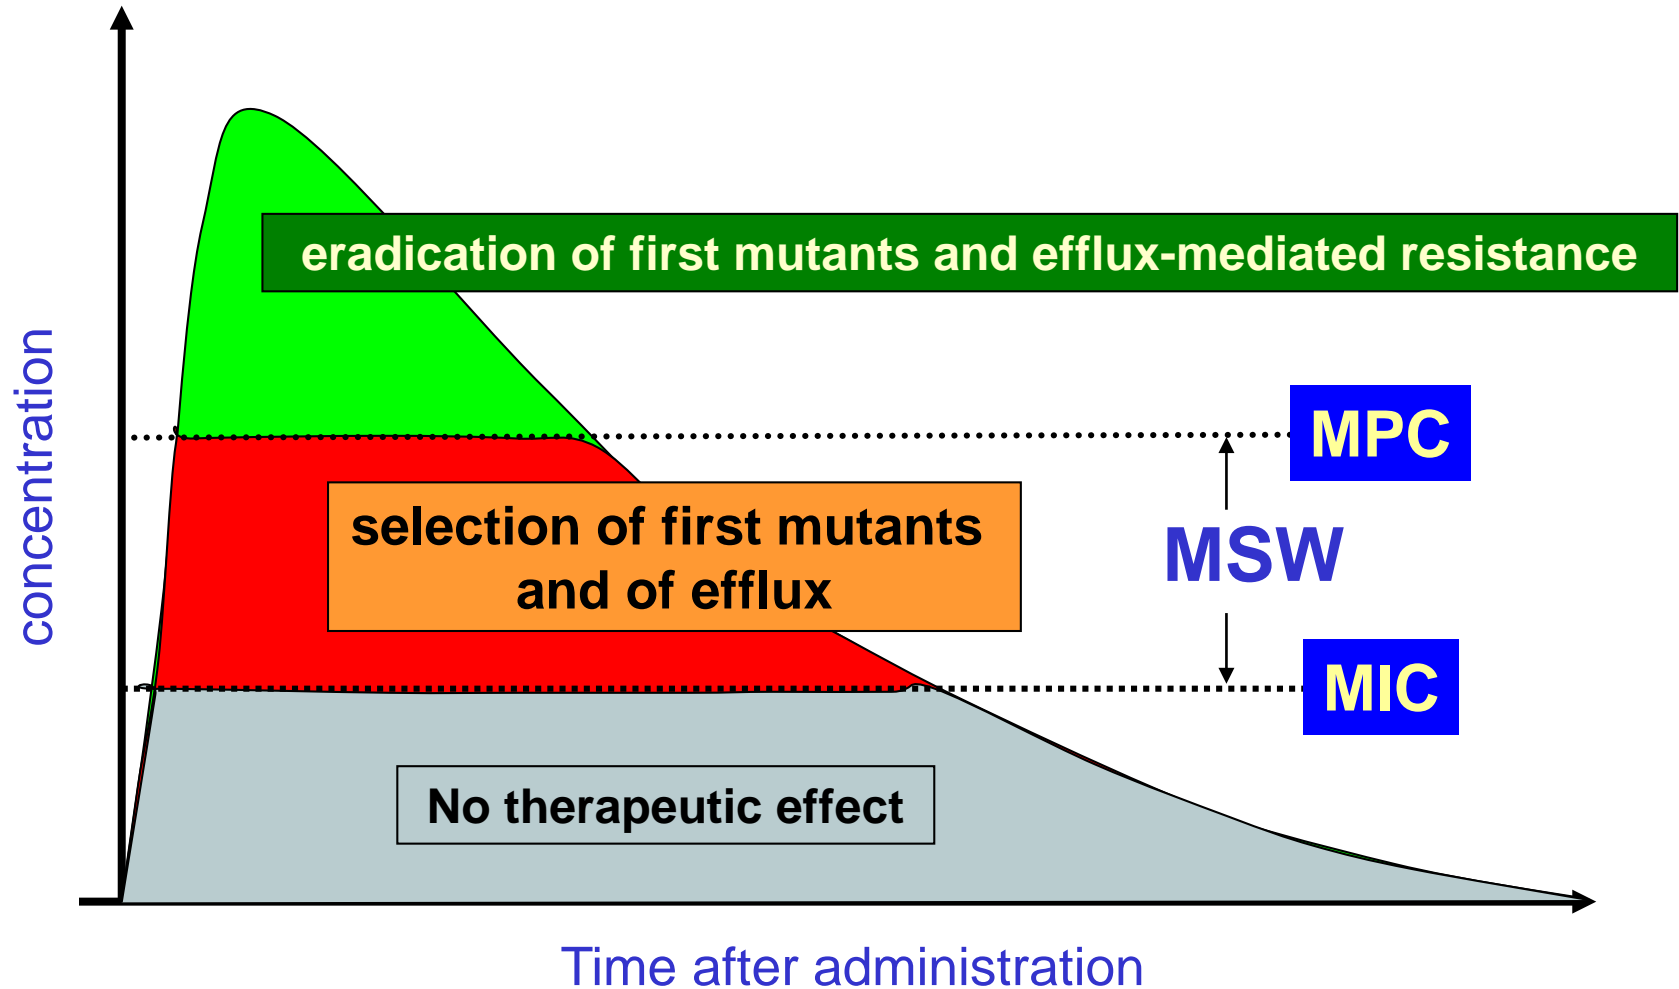 eradication of first mutants and efflux-mediated resistance
concentration
MPC
selection of first mutants
and of efflux
MSW
MIC
No therapeutic effect
Time after administration